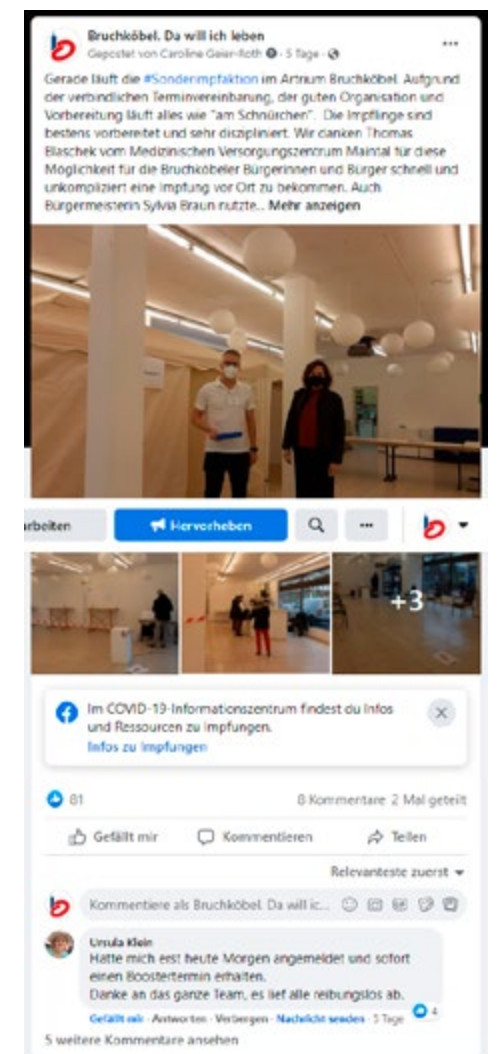 Bruchköbel. Da will ich leben
Gepostet von Caroline Geier-Roth · 5 Tage ·
Gerade läuft die #Sonderimpfaktion im Artrium Bruchköbel. Aufgrund
der verbindlichen Terminvereinbarung, der guten Organisation und
Vorbereitung läuft alles wie "am Schnürchen". Die Impflinge sind
bestens vorbereitet und sehr diszipliniert. Wir danken Thomas
Blaschek vom Medizinischen Versorgungszentrum Maintal für diese
Möglichkeit für die Bruchköbeler Bürgerinnen und Bürger schnell und
unkompliziert eine Impfung vor Ort zu bekommen. Auch
Bürgermeisterin Sylvia Braun nutzte... Mehr anzeigen
arbeiten
Hervorheben
+3
Im COVID-19-Informationszentrum findest du Infos
und Ressourcen zu Impfungen.
Infos zu Impfungen
81
8 Kommentare 2 Mal geteilt
Gefällt mir Kommentieren Teilen
Relevanteste zuerst
Kommentiere als Bruchköbel. Da will ic...
Ursula Klein
Hatte mich erst heute Morgen angemeldet und sofort
einen Boostertermin erhalten.
Danke an das ganze Team, es lief alle reibungslos ab.
4
Gefällt mir · Antworten · Verbergen · Nachricht senden · 5 Tage
5 weitere Kommentare ansehen